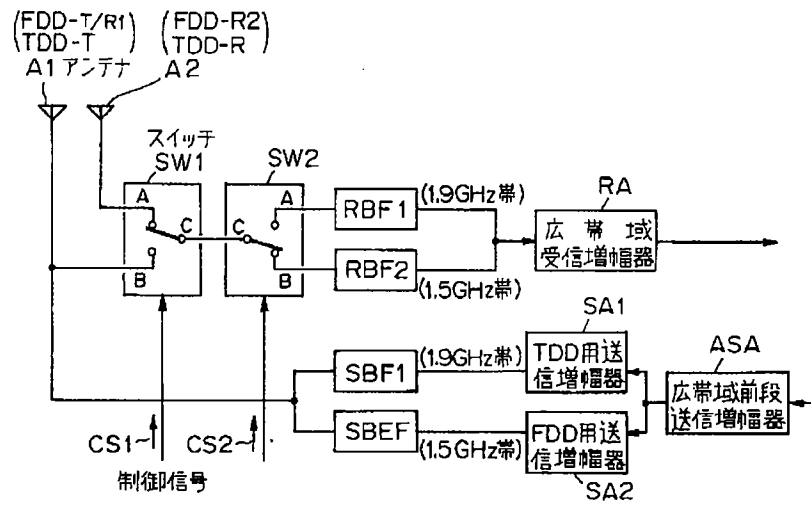 (FDD-T/R1)
(TDD-T)
A1 アンテナ
(FDD-R2)
(TDD-R)
A2
スイッチ
SW1
A
C
B
SW2
A
C
B
RBF1
(1.9GHz帯)
RBF2
(1.5GHz帯)
RA
広帯域
受信増幅器
SBF1
(1.9GHz帯)
SBEF
(1.5GHz帯)
SA1
TDD用送
信増幅器
FDD用送
信増幅器
SA2
ASA
広帯域前段
送信増幅器
CS1
CS2
制御信号